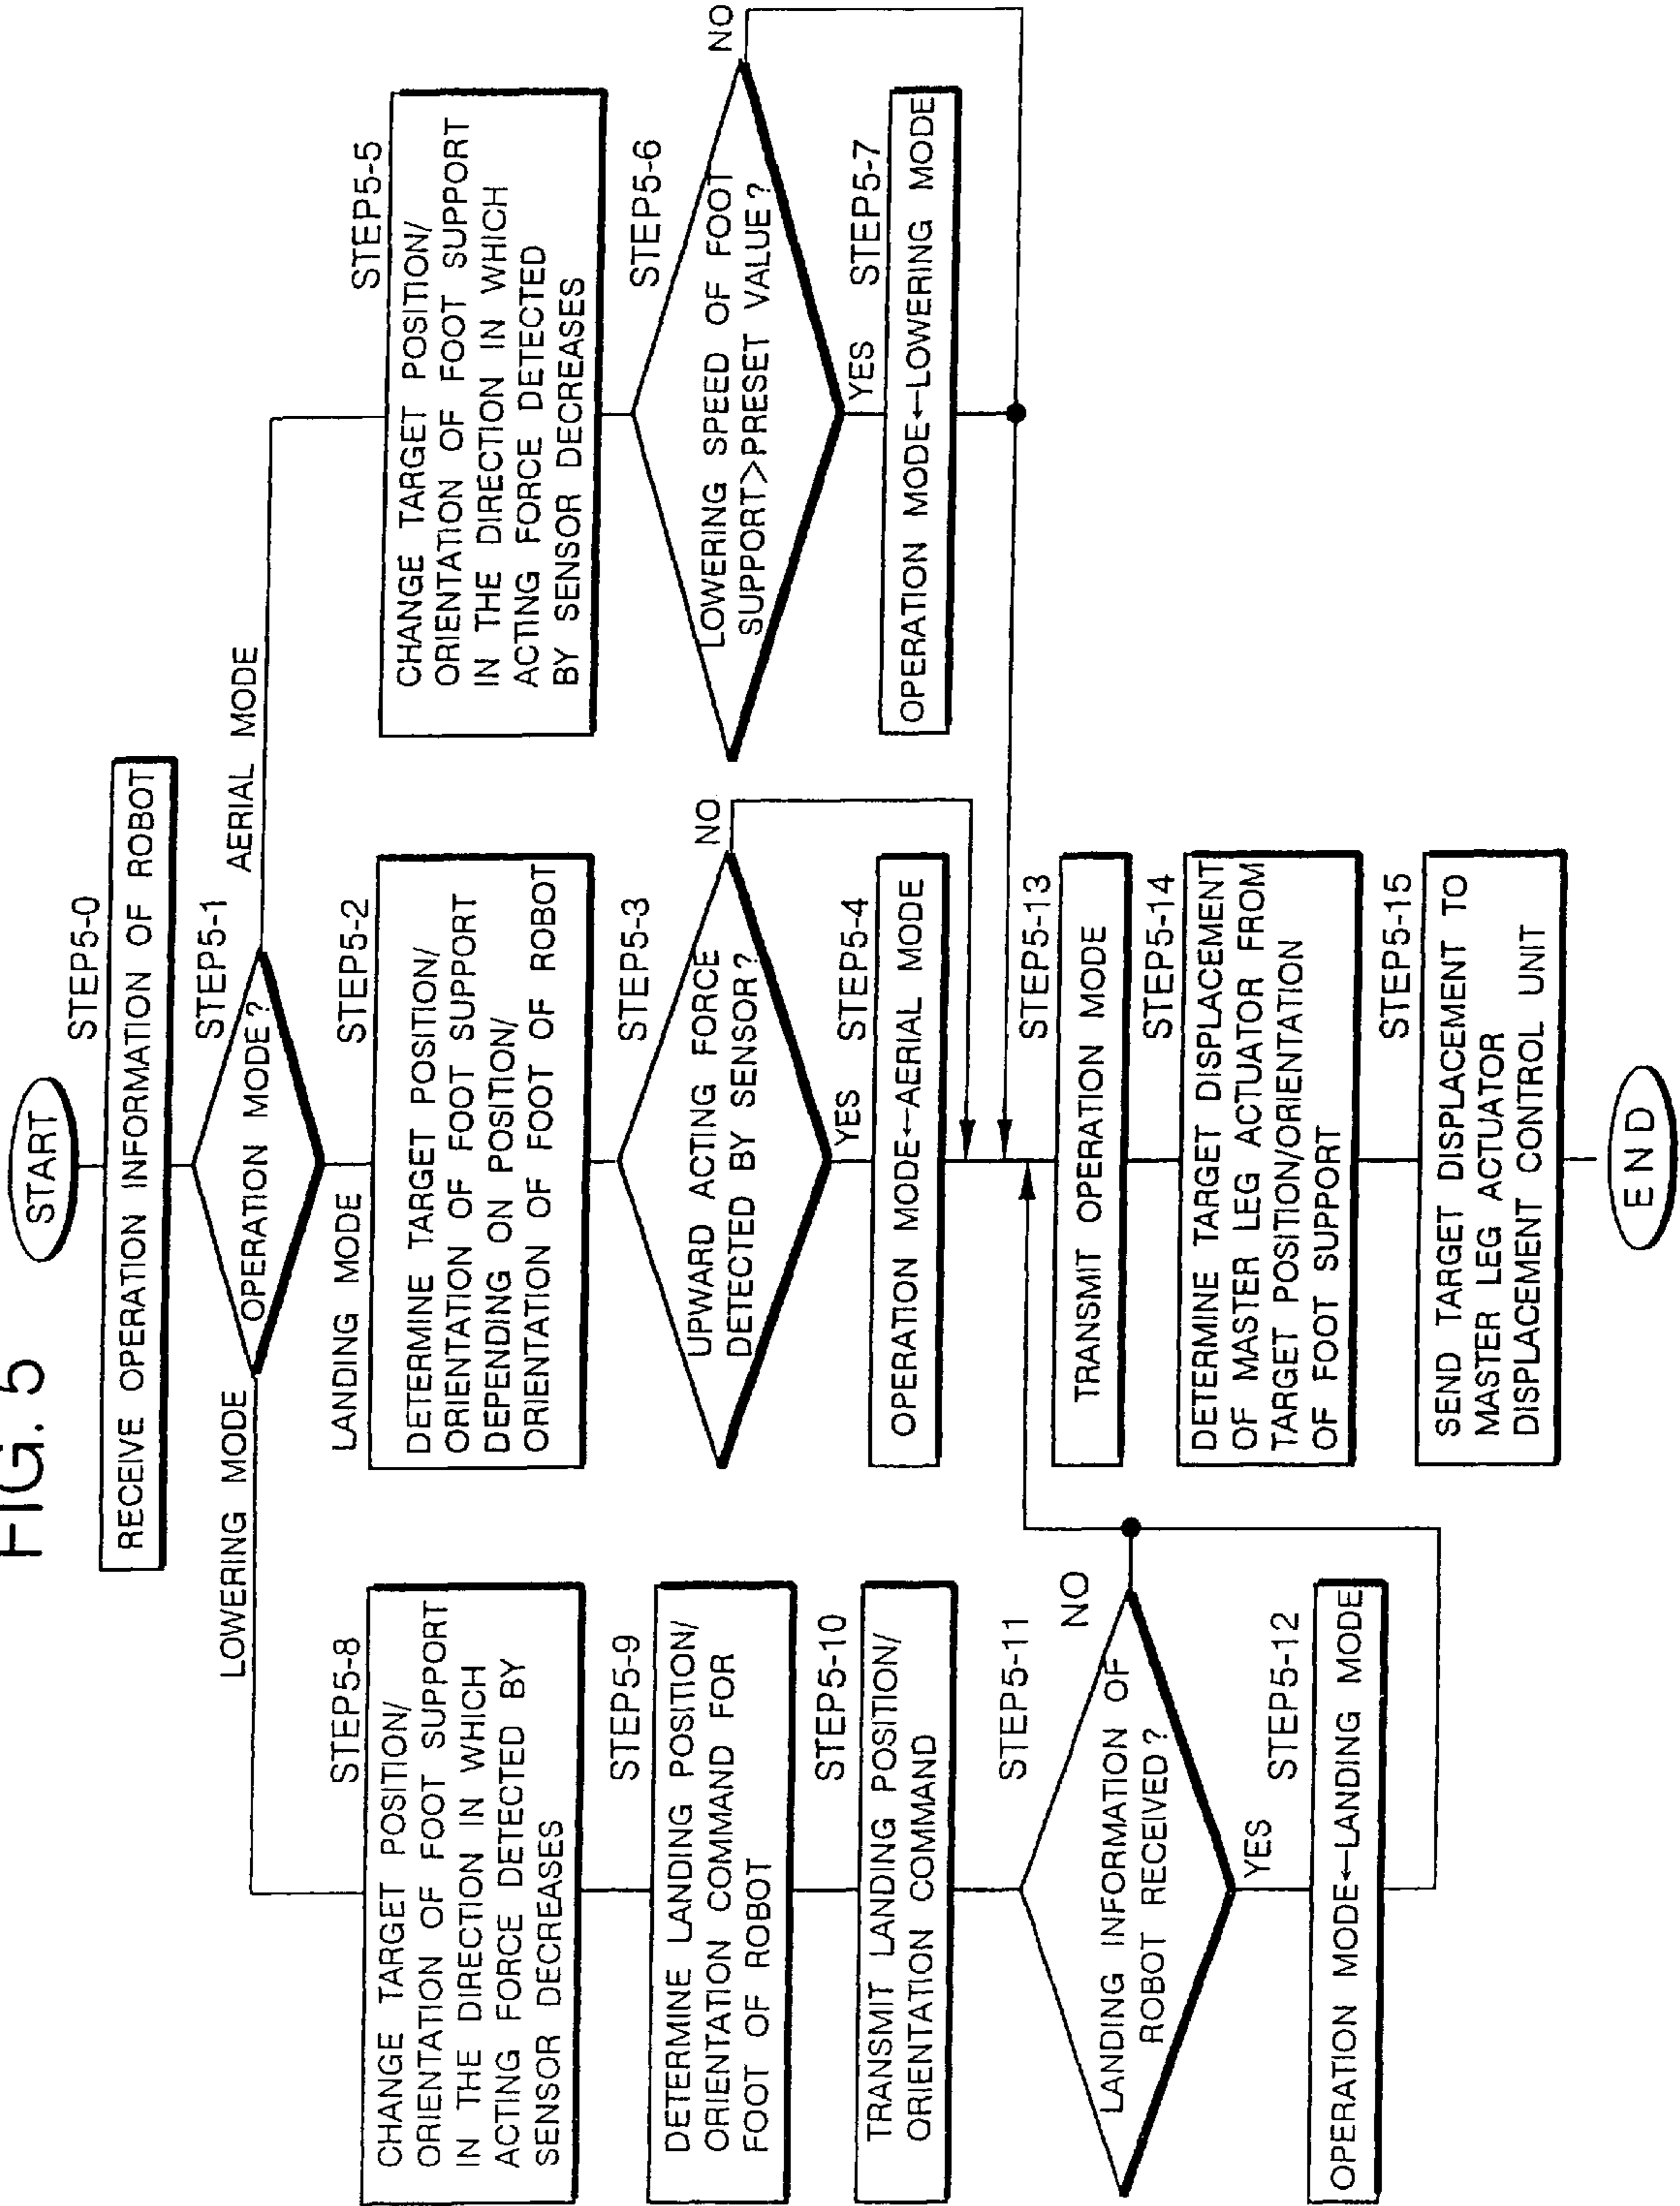 FIG. 5
START
STEP5-0
RECEIVE OPERATION INFORMATION OF ROBOT
STEP5-1
OPERATION MODE?
LOWERING MODE
LANDING MODE
AERIAL MODE
STEP5-8
CHANGE TARGET POSITION/
ORIENTATION OF FOOT SUPPORT
IN THE DIRECTION IN WHICH
ACTING FORCE DETECTED BY
SENSOR DECREASES
STEP5-9
DETERMINE LANDING POSITION/
ORIENTATION COMMAND FOR
FOOT OF ROBOT
STEP5-10
TRANSMIT LANDING POSITION/
ORIENTATION COMMAND
STEP5-11
LANDING INFORMATION OF
ROBOT RECEIVED?
NO
YES
STEP5-12
OPERATION MODE←LANDING MODE
STEP5-2
DETERMINE TARGET POSITION/
ORIENTATION OF FOOT SUPPORT
DEPENDING ON POSITION/
ORIENTATION OF FOOT OF ROBOT
STEP5-3
UPWARD ACTING FORCE
DETECTED BY SENSOR?
NO
YES
STEP5-4
OPERATION MODE←AERIAL MODE
STEP5-5
CHANGE TARGET POSITION/
ORIENTATION OF FOOT SUPPORT
IN THE DIRECTION IN WHICH
ACTING FORCE DETECTED
BY SENSOR DECREASES
STEP5-6
LOWERING SPEED OF FOOT
SUPPORT>PRESET VALUE?
NO
YES
STEP5-7
OPERATION MODE←LOWERING MODE
STEP5-13
TRANSMIT OPERATION MODE
STEP5-14
DETERMINE TARGET DISPLACEMENT
OF MASTER LEG ACTUATOR FROM
TARGET POSITION/ORIENTATION
OF FOOT SUPPORT
STEP5-15
SEND TARGET DISPLACEMENT TO
MASTER LEG ACTUATOR
DISPLACEMENT CONTROL UNIT
END